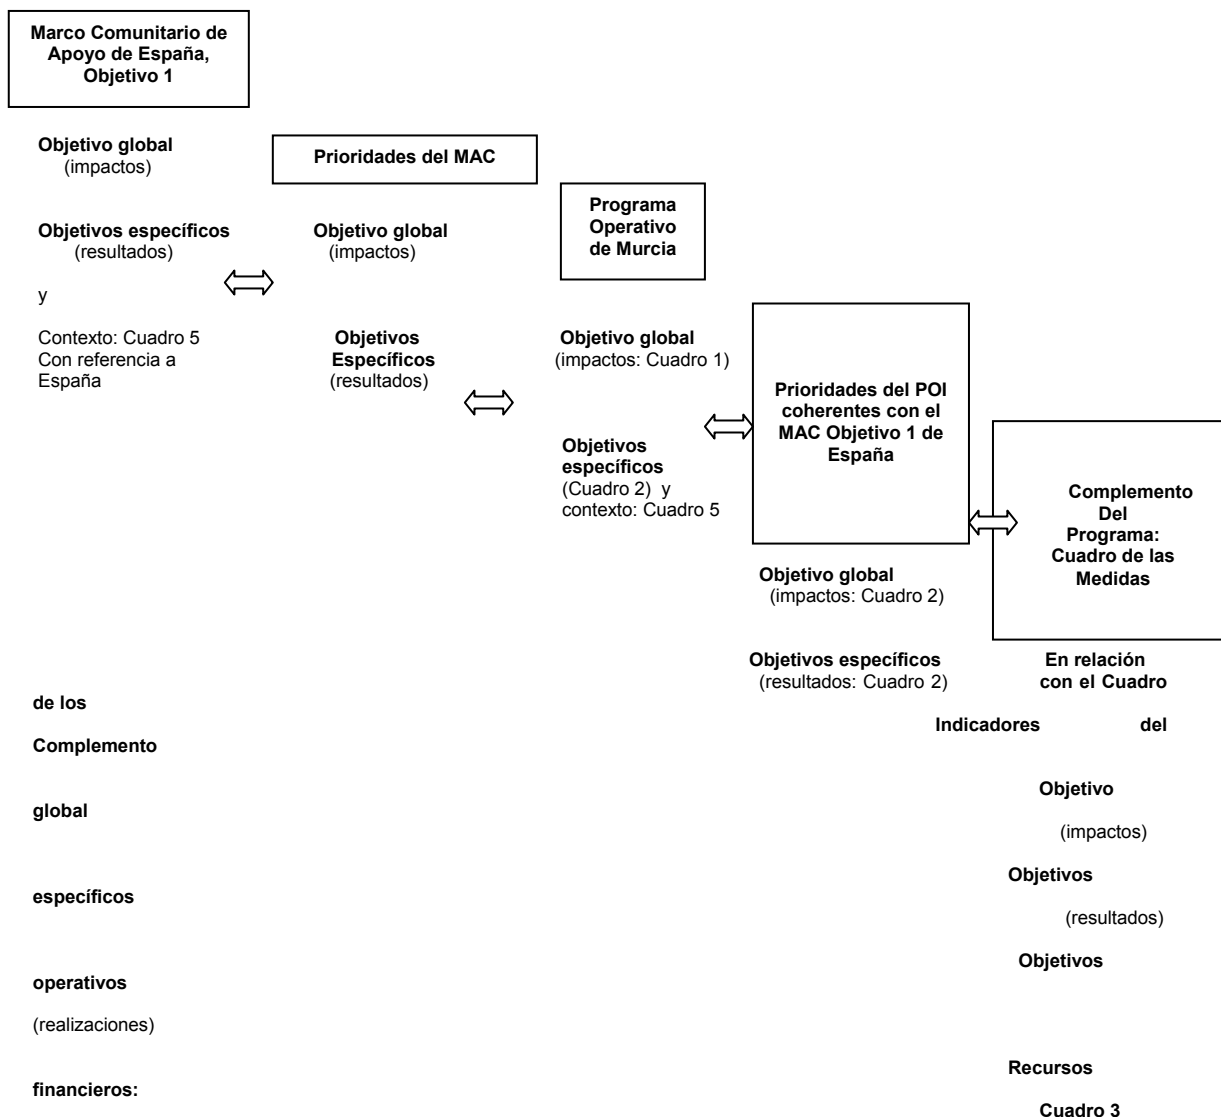 Marco Comunitario de
Apoyo de España,
Objetivo 1
Objetivo global
(impactos)
Prioridades del MAC
Programa
Operativo
de Murcia
Objetivos específicos
(resultados)
Objetivo global
(impactos)
y
Contexto: Cuadro 5
Con referencia a
España
Objetivos
Específicos
(resultados)
Objetivo global
(impactos: Cuadro 1)
Prioridades del POI
coherentes con el
MAC Objetivo 1 de
España
Objetivos
específicos
(Cuadro 2) y
contexto: Cuadro 5
Complemento
Del
Programa:
Cuadro de las
Medidas
Objetivo global
(impactos: Cuadro 2)
Objetivos específicos
(resultados: Cuadro 2)
En relación
con el Cuadro
de los
Indicadores del
Complemento
Objetivo
global
(impactos)
Objetivos
específicos
(resultados)
Objetivos
operativos
(realizaciones)
Recursos
financieros:
Cuadro 3